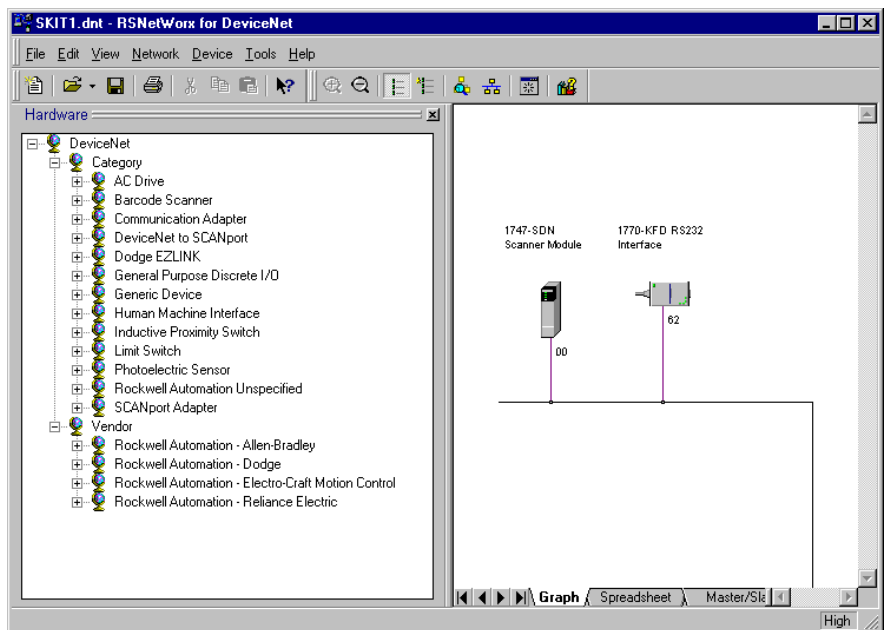 SKIT1.dnt - RSNetWorx for DeviceNet
File Edit View Network Device Tools Help
Hardware
DeviceNet
Category
AC Drive
Barcode Scanner
Communication Adapter
DeviceNet to SCANport
Dodge EZLINK
General Purpose Discrete I/O
Generic Device
Human Machine Interface
Inductive Proximity Switch
Limit Switch
Photoelectric Sensor
Rockwell Automation Unspecified
SCANport Adapter
Vendor
Rockwell Automation - Allen-Bradley
Rockwell Automation - Dodge
Rockwell Automation - Electro-Craft Motion Control
Rockwell Automation - Reliance Electric
1747-SDN
Scanner Module
00
1770-KFD RS232
Interface
62
Graph Spreadsheet Master/Sla
High